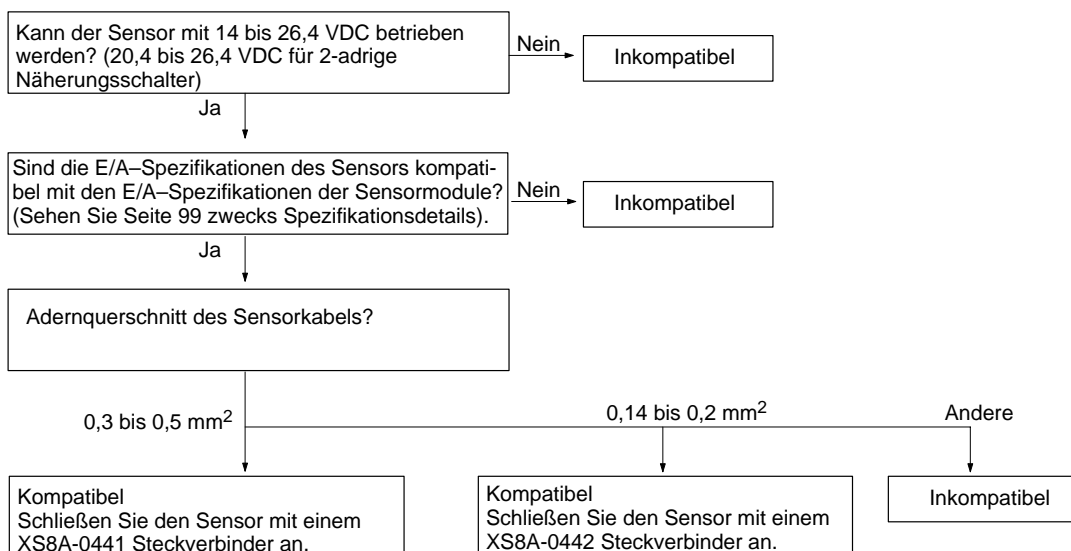 Kann der Sensor mit 14 bis 26,4 VDC betrieben
werden? (20,4 bis 26,4 VDC für 2-adrige
Näherungsschalter)
Nein
Inkompatibel
Ja
Sind die E/A–Spezifikationen des Sensors kompati-
bel mit den E/A–Spezifikationen der Sensormodule?
(Sehen Sie Seite 99 zwecks Spezifikationsdetails).
Nein
Inkompatibel
Ja
Adernquerschnitt des Sensorkabels?
0,3 bis 0,5 mm²
0,14 bis 0,2 mm²
Andere
Kompatibel
Schließen Sie den Sensor mit einem
XS8A-0441 Steckverbinder an.
Kompatibel
Schließen Sie den Sensor mit einem
XS8A-0442 Steckverbinder an.
Inkompatibel